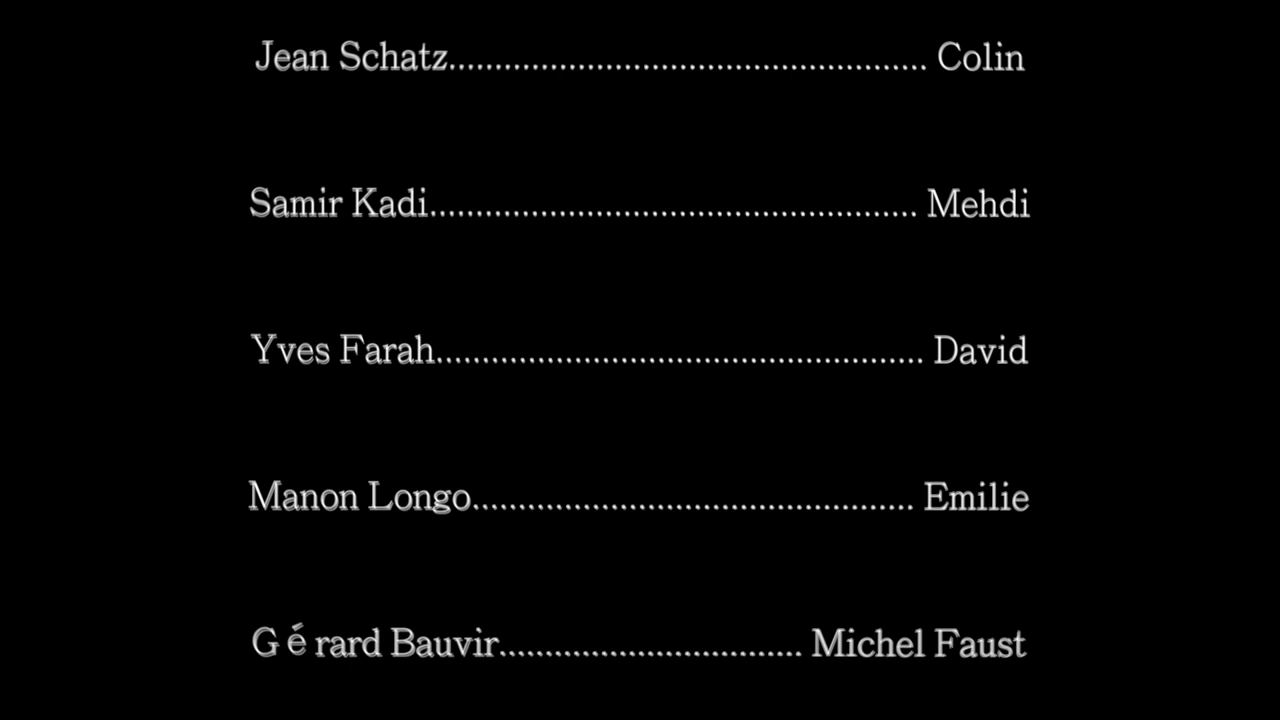 Jean Schatz.................................................... Colin
Samir Kadi..................................................... Mehdi
Yves Farah..................................................... David
Manon Longo................................................ Emilie
G é rard Bauvir................................. Michel Faust